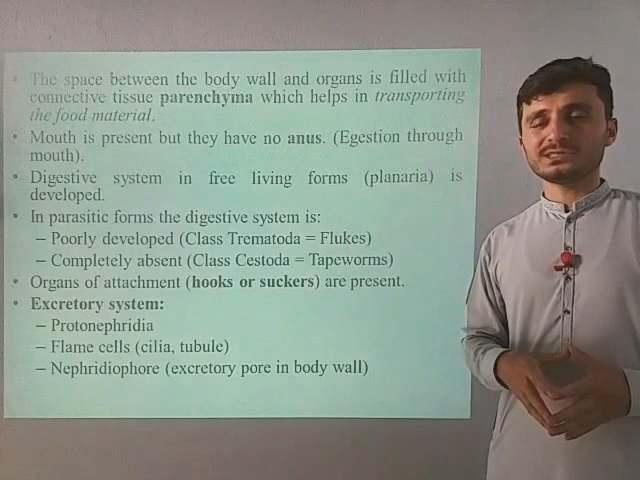 • The space between the body wall and organs is filled with
connective tissue parenchyma which helps in transporting
the food material.
• Mouth is present but they have no anus. (Egestion through
mouth).
• Digestive system in free living forms (planaria) is
developed.
• In parasitic forms the digestive system is:
– Poorly developed (Class Trematoda = Flukes)
– Completely absent (Class Cestoda = Tapeworms)
• Organs of attachment (hooks or suckers) are present.
• Excretory system:
– Protonephridia
– Flame cells (cilia, tubule)
– Nephridiophore (excretory pore in body wall)